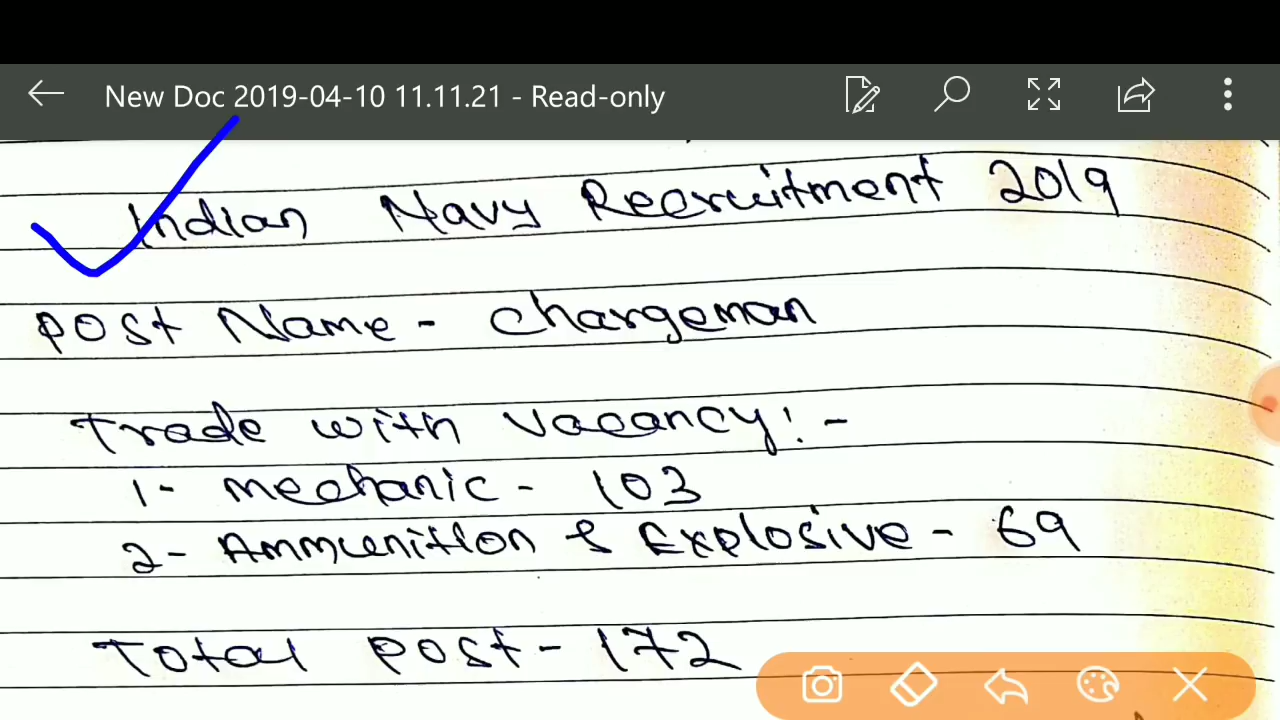 New Doc 2019-04-10 11.11.21 - Read-only
Indian Navy Recruitment 2019
Post Name - Chargeman
Trade with Vacancy:-
1- Mechanic - 103
2- Ammunition & Explosive - 69
Total Post - 172